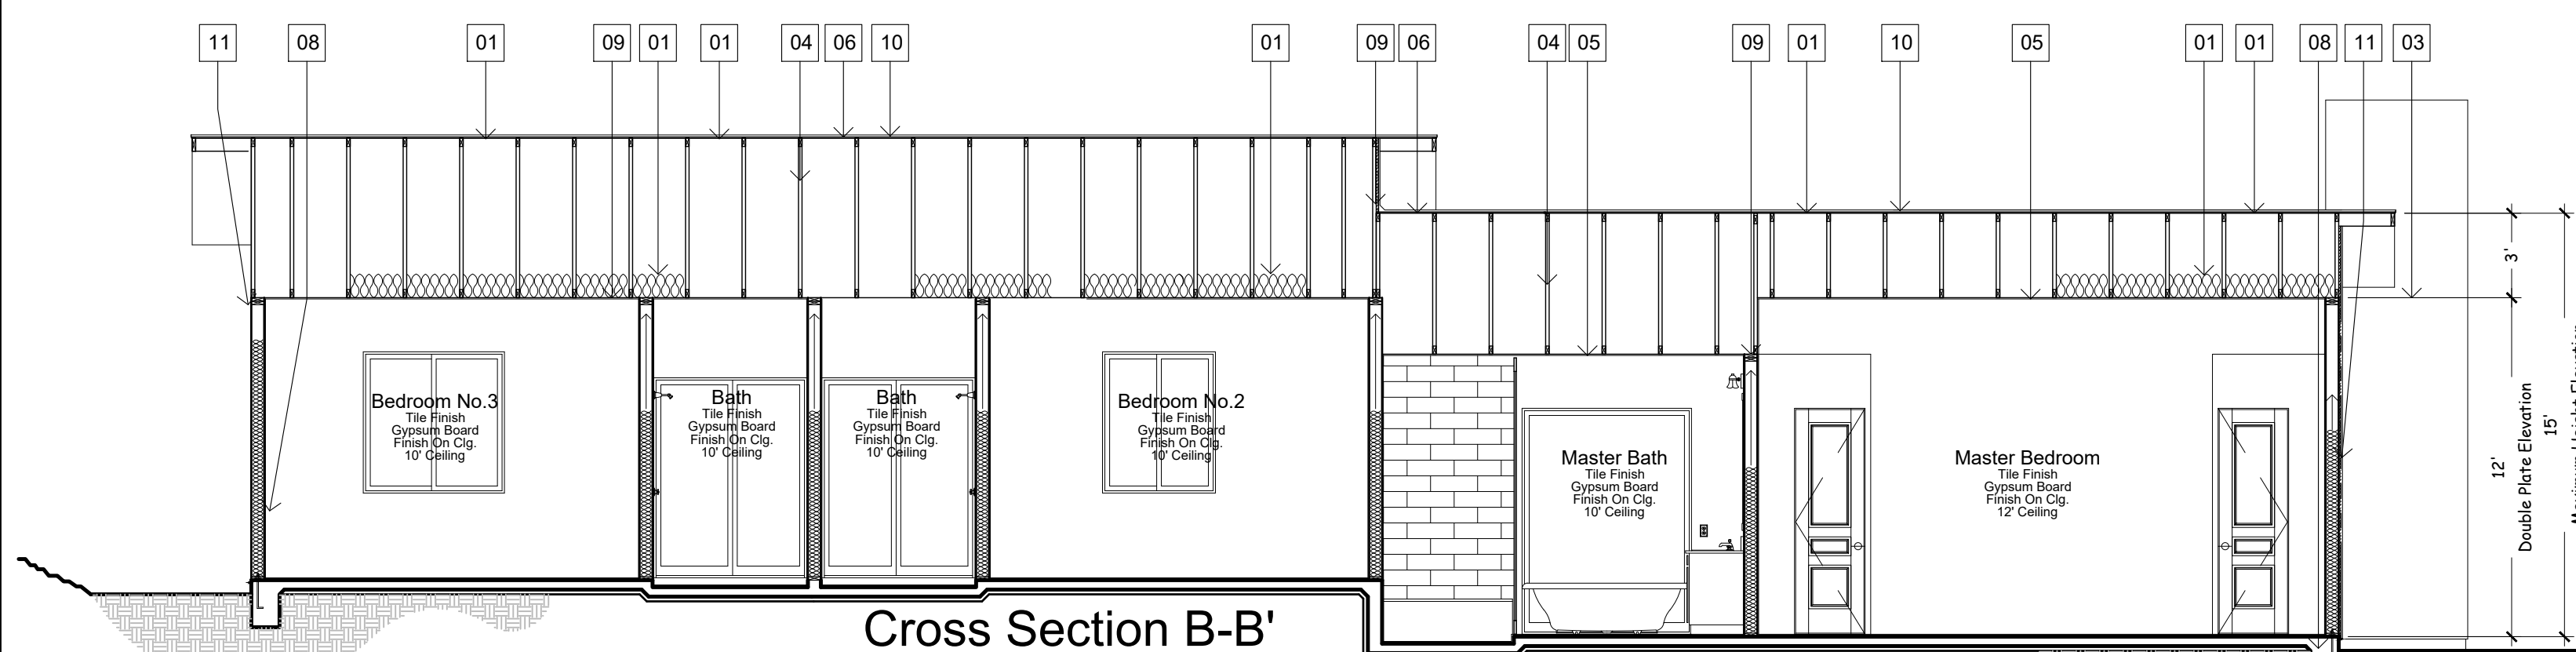 11 08 01 09 01 01 04 06 10 01 09 06 04 05 09 01 10 05 01 01 08 11 03
Bedroom No.3
Tile Finish
Gypsum Board
Finish On Clg.
10' Ceiling
Bath
Tile Finish
Gypsum Board
Finish On Clg.
10' Ceiling
Bath
Tile Finish
Gypsum Board
Finish On Clg.
10' Ceiling
Bedroom No.2
Tile Finish
Gypsum Board
Finish On Clg.
10' Ceiling
Master Bath
Tile Finish
Gypsum Board
Finish On Clg.
10' Ceiling
Master Bedroom
Tile Finish
Gypsum Board
Finish On Clg.
12' Ceiling
3'
12'
Double Plate Elevation
15'
Cross Section B-B'